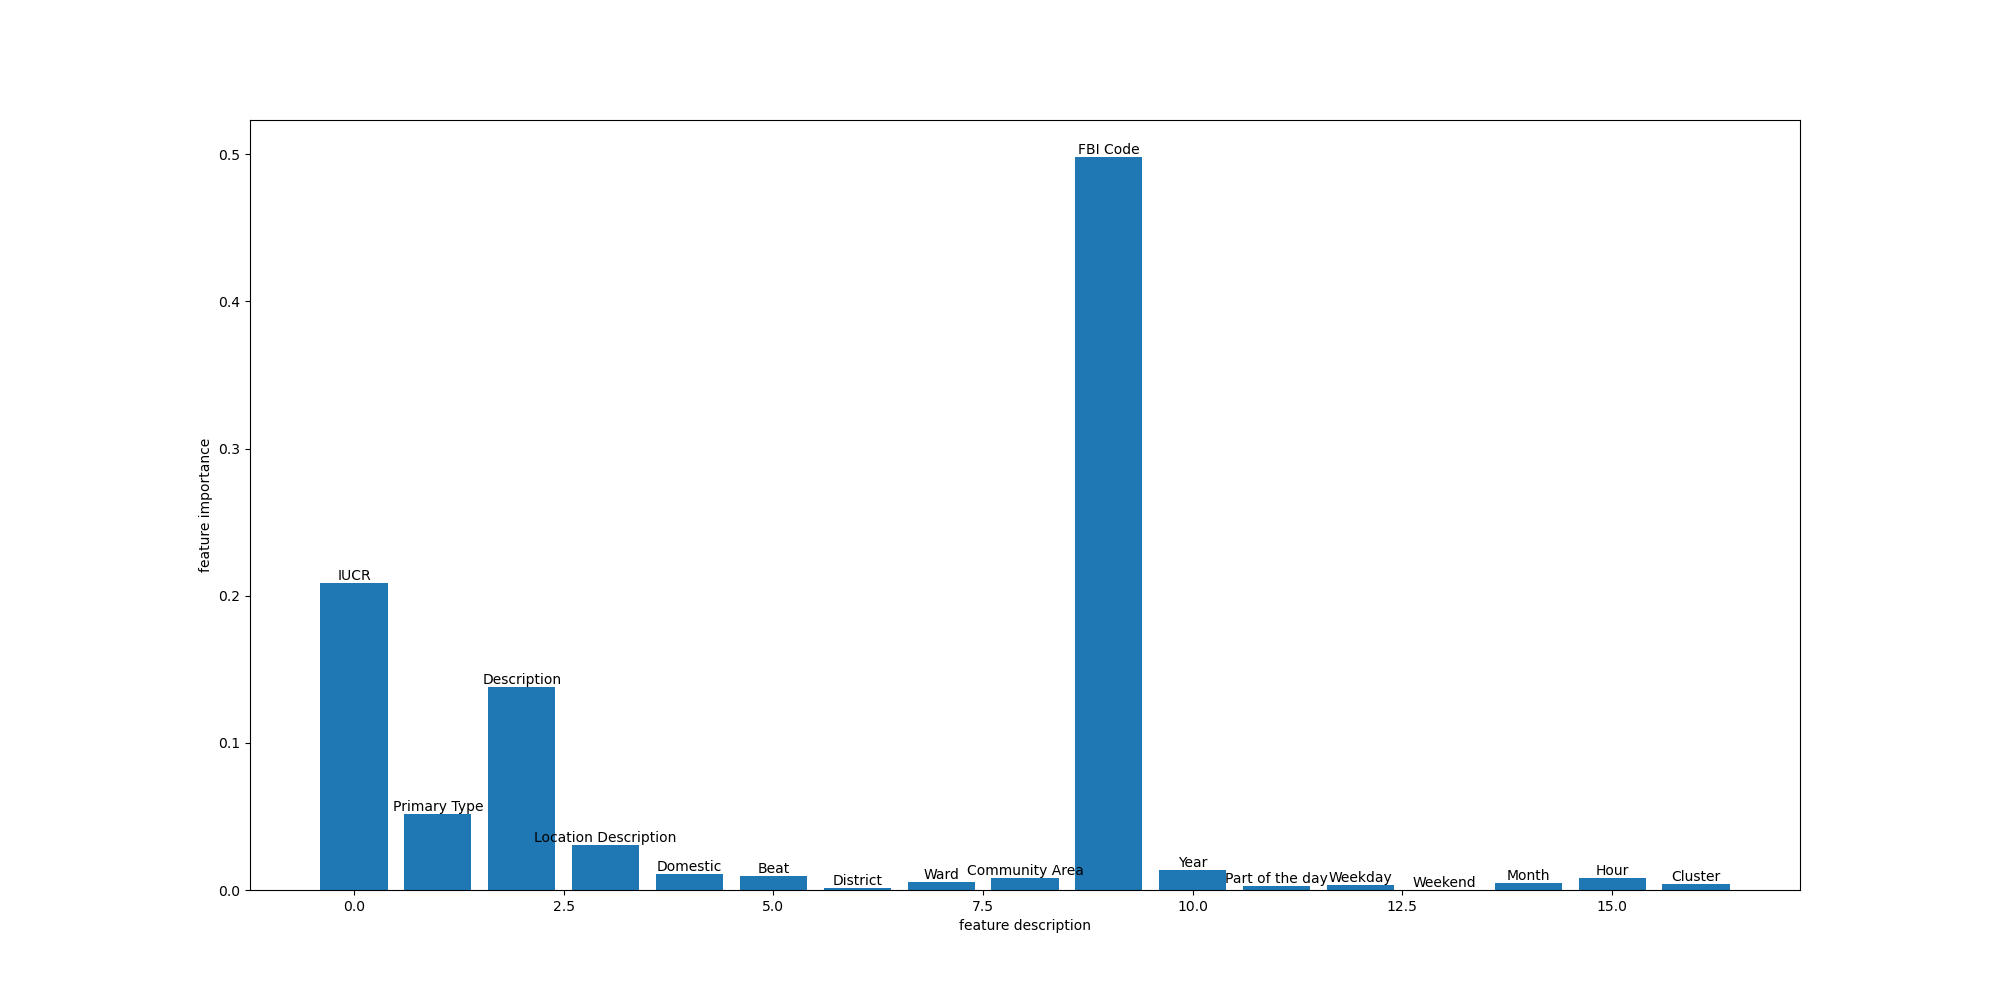 0.5
0.4
0.3
0.2
0.1
0.0
feature importance
FBI Code
IUCR
Description
Primary Type
Location Description
Domestic
Beat
District
Ward
Community Area
Year
Part of the day
Weekday
Weekend
Month
Hour
Cluster
0.0 2.5 5.0 7.5 10.0 12.5 15.0
feature description